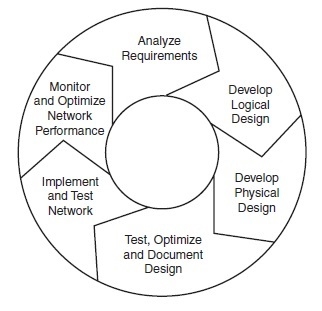 Analyze
Requirements
Develop
Logical
Design
Develop
Physical
Design
Test, Optimize
and Document
Design
Implement
and Test
Network
Monitor
and Optimize
Network
Performance